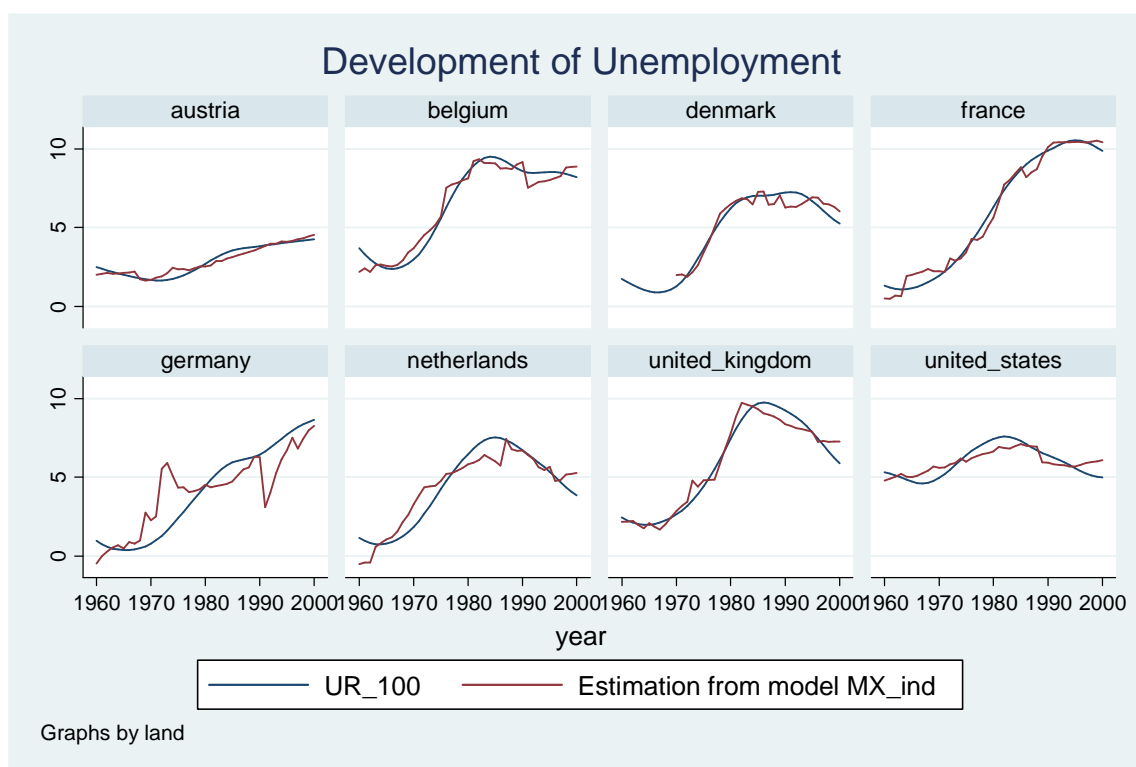 Development of Unemployment
austria belgium denmark france
10
5
0
germany netherlands united_kingdom united_states
10
5
0
1960 1970 1980 1990 2000 1960 1970 1980 1990 2000 1960 1970 1980 1990 2000 1960 1970 1980 1990 2000
year
UR_100 Estimation from model MX_ind
Graphs by land